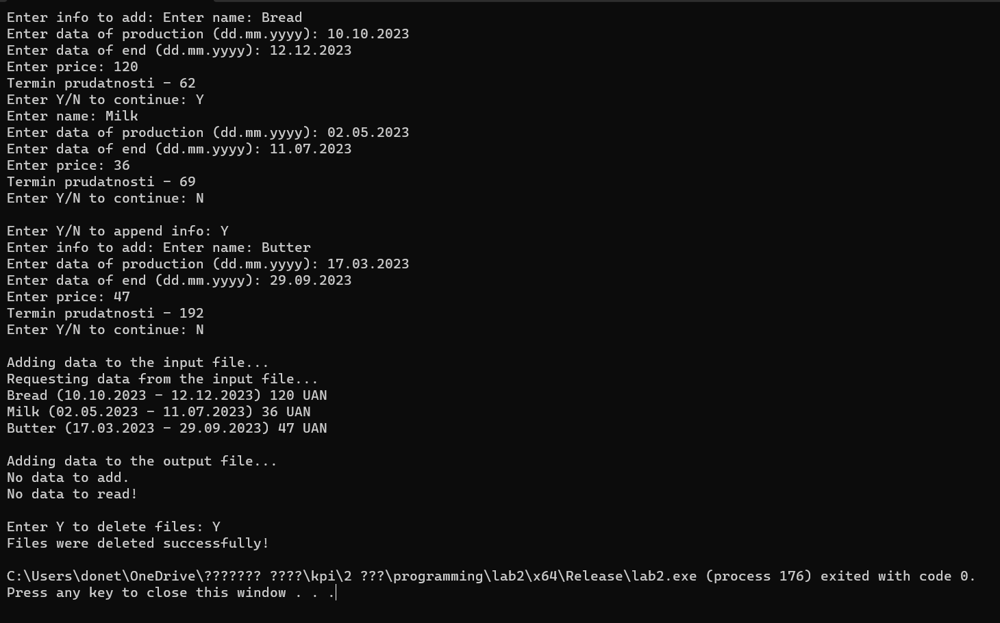 Enter info to add: Enter name: Bread
Enter data of production (dd.mm.yyyy): 10.10.2023
Enter data of end (dd.mm.yyyy): 12.12.2023
Enter price: 120
Termin prudatnosti - 62
Enter Y/N to continue: Y
Enter name: Milk
Enter data of production (dd.mm.yyyy): 02.05.2023
Enter data of end (dd.mm.yyyy): 11.07.2023
Enter price: 36
Termin prudatnosti - 69
Enter Y/N to continue: N
Enter Y/N to append info: Y
Enter info to add: Enter name: Butter
Enter data of production (dd.mm.yyyy): 17.03.2023
Enter data of end (dd.mm.yyyy): 29.09.2023
Enter price: 47
Termin prudatnosti - 192
Enter Y/N to continue: N
Adding data to the input file...
Requesting data from the input file...
Bread (10.10.2023 - 12.12.2023) 120 UAN
Milk (02.05.2023 - 11.07.2023) 36 UAN
Butter (17.03.2023 - 29.09.2023) 47 UAN
Adding data to the output file...
No data to add.
No data to read!
Enter Y to delete files: Y
Files were deleted successfully!
C:\Users\donet\OneDrive\??????? ????\kpi\2 ???\programming\lab2\x64\Release\lab2.exe (process 176) exited with code 0.
Press any key to close this window . . .